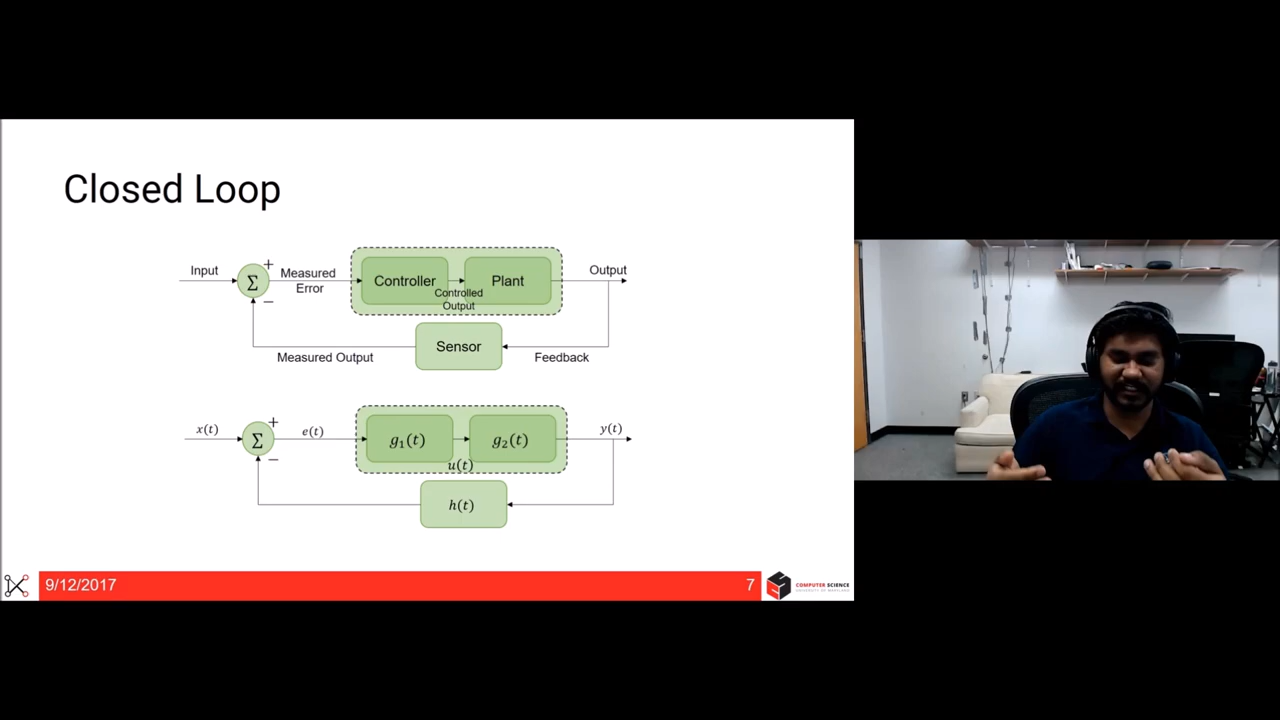 Closed Loop
Input
Σ
+
−
Measured
Error
Controller
Plant
Controlled
Output
Output
Sensor
Measured Output
Feedback
x(t)
Σ
+
−
e(t)
g₁(t)
g₂(t)
u(t)
y(t)
h(t)
9/12/2017
7
COMPUTER SCIENCE
UNIVERSITY OF MARYLAND